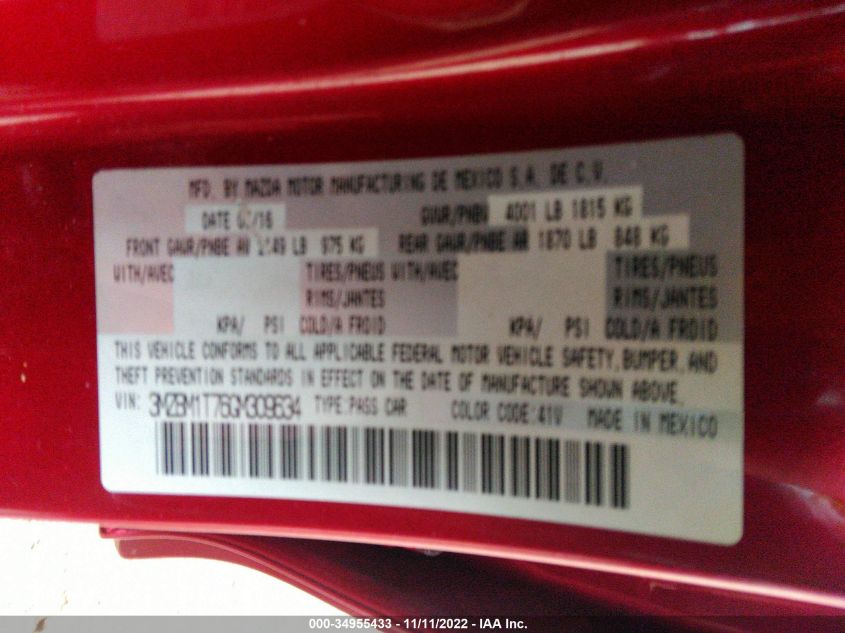 MFD. BY MAZDA MOTOR MANUFACTURING DE MEXICO S.A. DE C.V.
DATE GVWR/PNBV 4001 LB 1815 KG
FRONT GAWR/PNBE AV LB 975 KG REAR GAWR/PNBE AR 1870 LB 848 KG
WITH/AVEC TIRES/PNEUS WITH/AVEC TIRES/PNEUS
RIMS/JANTES RIMS/JANTES
KPA/ PSI COLD/A FROID KPA/ PSI COLD/A FROID
THIS VEHICLE CONFORMS TO ALL APPLICABLE FEDERAL MOTOR VEHICLE SAFETY, BUMPER, AND
THEFT PREVENTION STANDARDS IN EFFECT ON THE DATE OF MANUFACTURE SHOWN ABOVE.
VIN: 3MZBM1T76GM309634 TYPE:PASS CAR COLOR CODE:41V MADE IN MEXICO
000-34955433 - 11/11/2022 - IAA Inc.